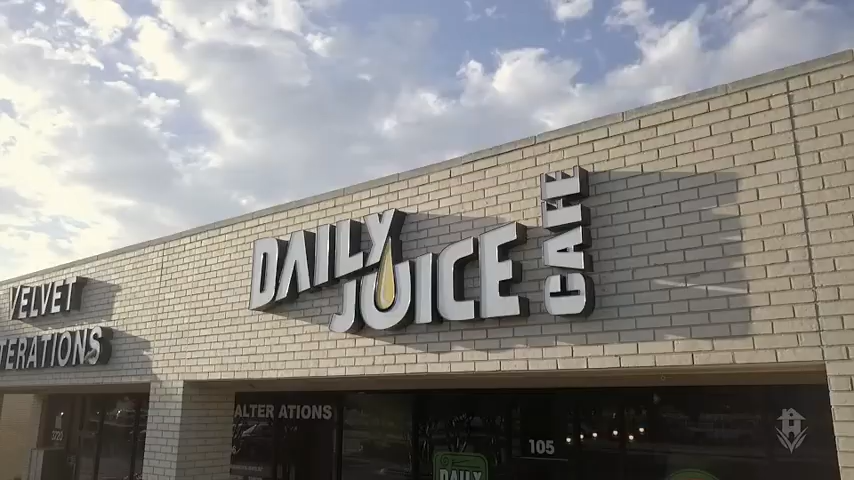 VELVET
TERATIONS
DAILY
JUICE
CAFE
ALTER ATIONS
105
DAILY